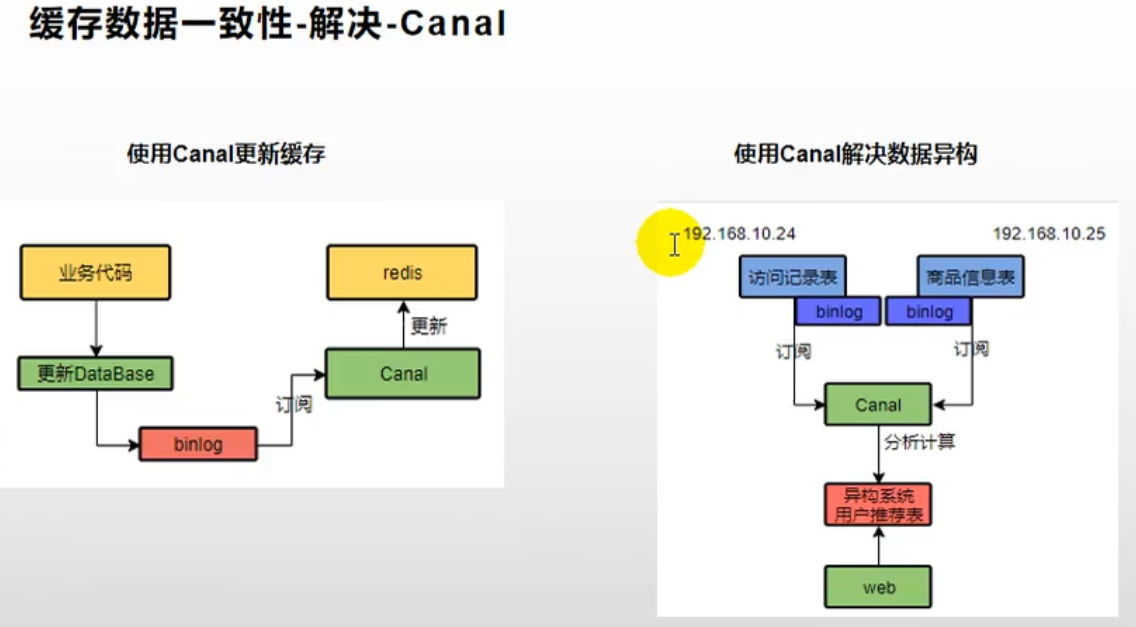 缓存数据一致性-解决-Canal
使用Canal更新缓存
业务代码
redis
更新
更新DataBase
Canal
订阅
binlog
使用Canal解决数据异构
192.168.10.24
192.168.10.25
访问记录表
商品信息表
binlog
binlog
订阅
订阅
Canal
分析计算
异构系统
用户推荐表
web